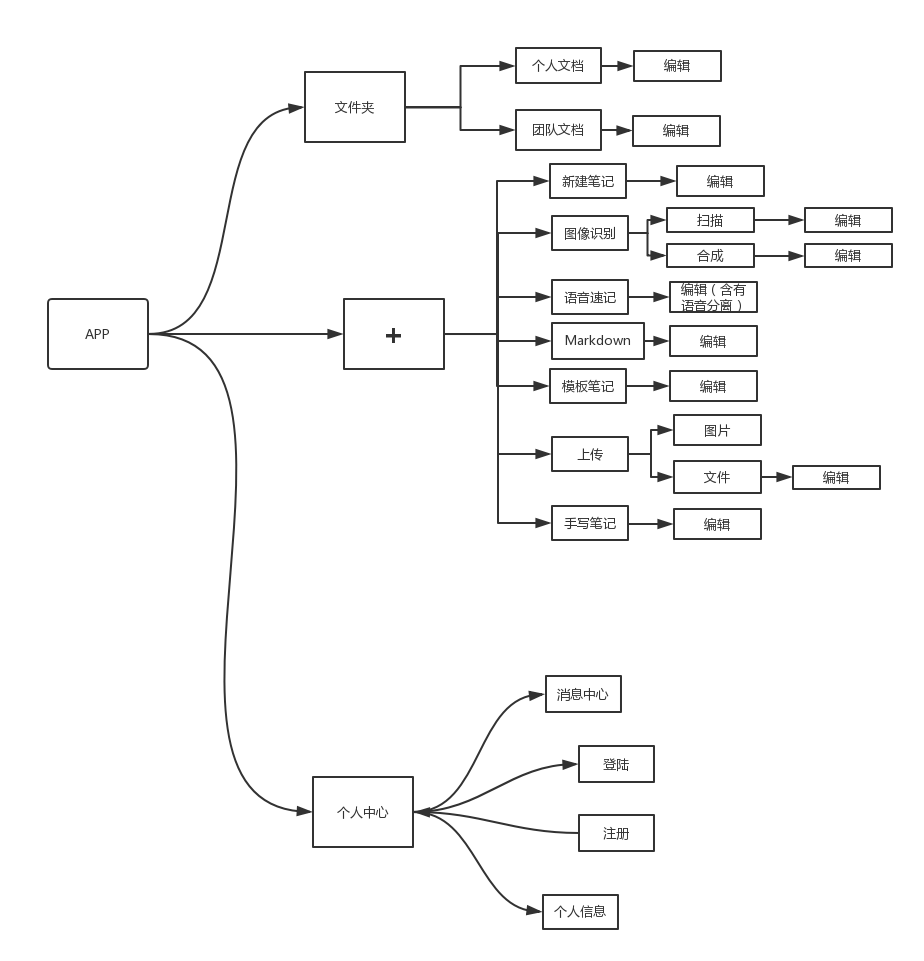 个人文档
编辑
文件夹
团队文档
编辑
新建笔记
编辑
图像识别
扫描
编辑
合成
编辑
语音速记
编辑（含有
语音分离）
APP
+
Markdown
编辑
模板笔记
编辑
上传
图片
文件
编辑
手写笔记
编辑
消息中心
登陆
个人中心
注册
个人信息